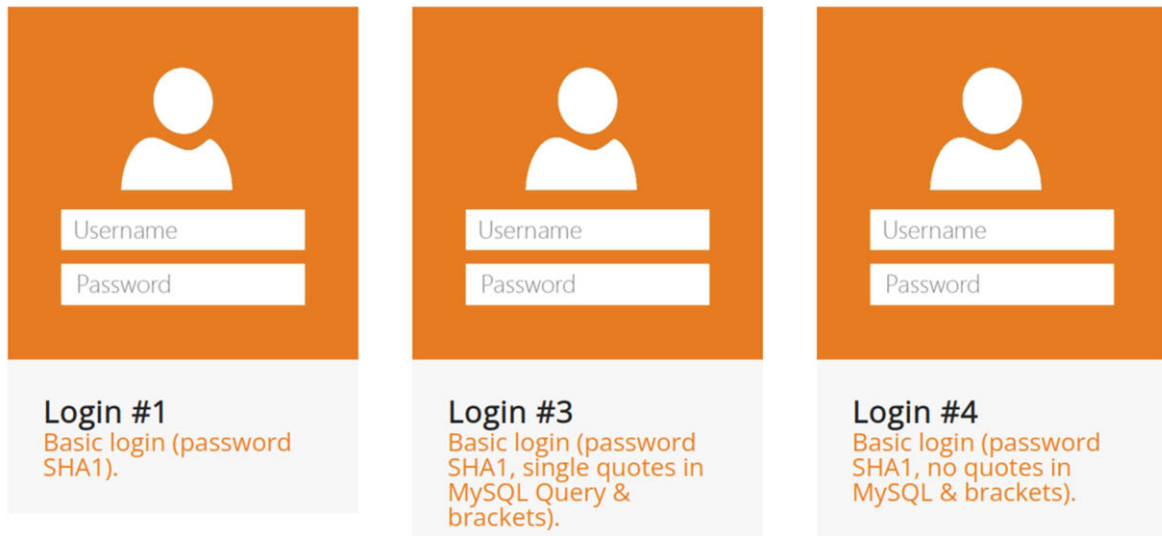 Username
Password
Login #1
Basic login (password
SHA1).
Username
Password
Login #3
Basic login (password
SHA1, single quotes in
MySQL Query &
brackets).
Username
Password
Login #4
Basic login (password
SHA1, no quotes in
MySQL & brackets).